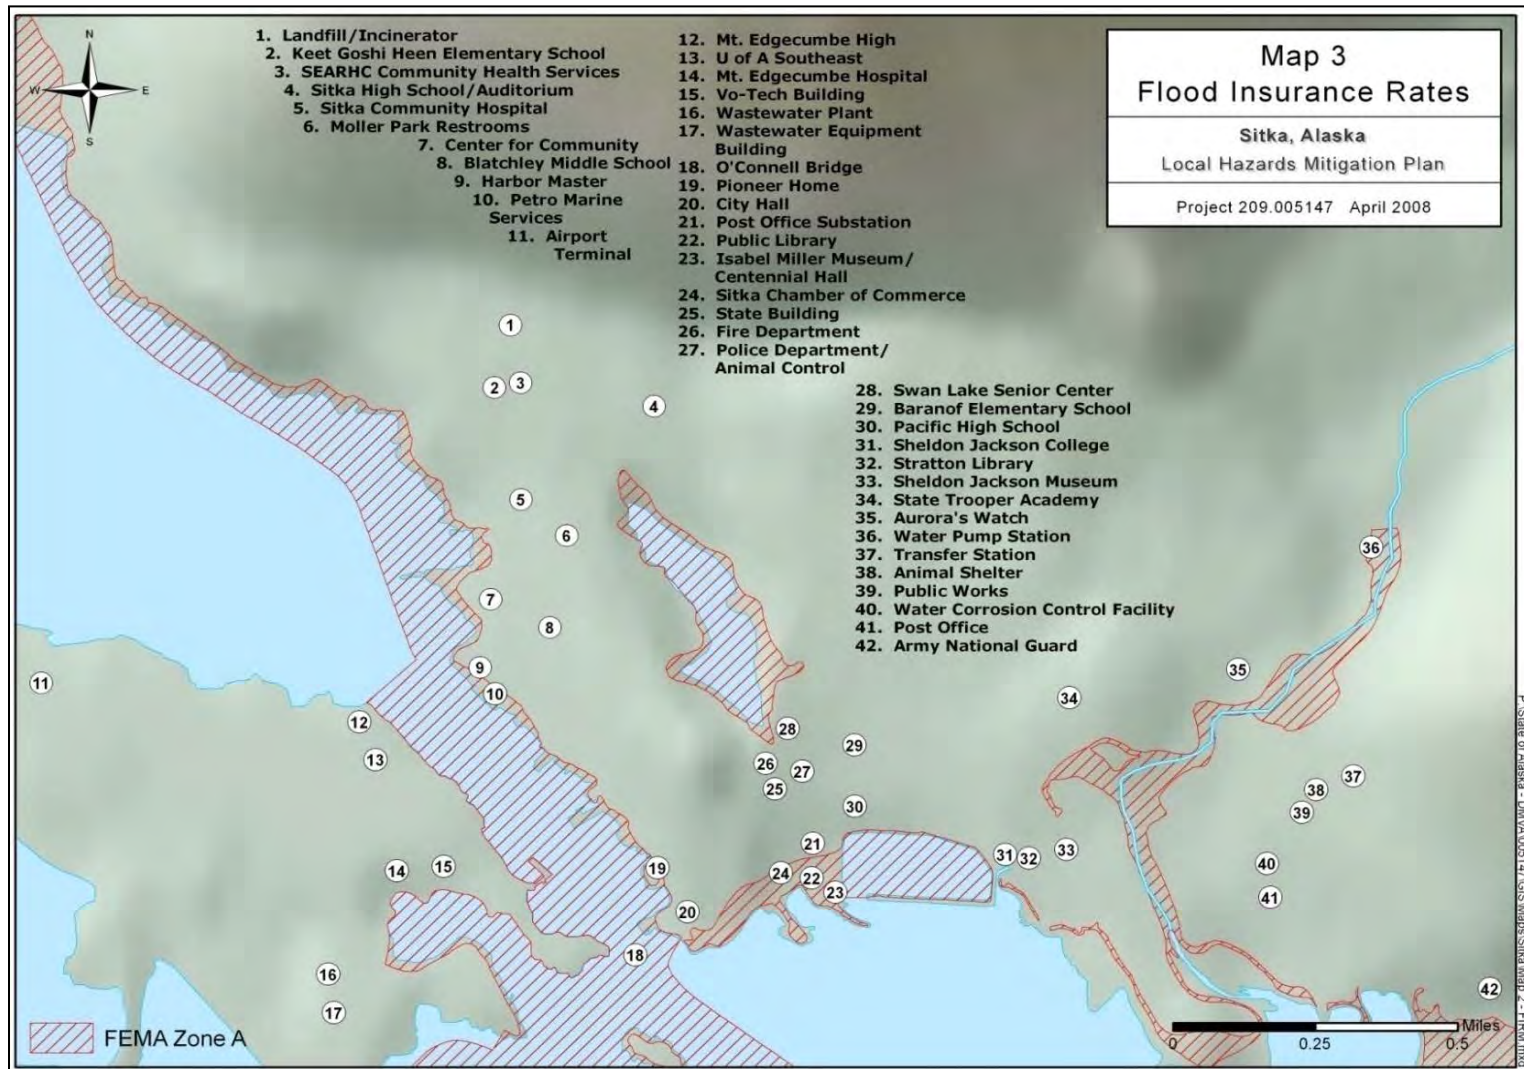 N
W
E
S
1. Landfill/Incinerator
2. Keet Goshi Heen Elementary School
3. SEARHC Community Health Services
4. Sitka High School/Auditorium
5. Sitka Community Hospital
6. Moller Park Restrooms
7. Center for Community
8. Blatchley Middle School
9. Harbor Master
10. Petro Marine
Services
11. Airport
Terminal
12. Mt. Edgecumbe High
13. U of A Southeast
14. Mt. Edgecumbe Hospital
15. Vo-Tech Building
16. Wastewater Plant
17. Wastewater Equipment
Building
18. O'Connell Bridge
19. Pioneer Home
20. City Hall
21. Post Office Substation
22. Public Library
23. Isabel Miller Museum/
Centennial Hall
24. Sitka Chamber of Commerce
25. State Building
26. Fire Department
27. Police Department/
Animal Control
28. Swan Lake Senior Center
29. Baranof Elementary School
30. Pacific High School
31. Sheldon Jackson College
32. Stratton Library
33. Sheldon Jackson Museum
34. State Trooper Academy
35. Aurora's Watch
36. Water Pump Station
37. Transfer Station
38. Animal Shelter
39. Public Works
40. Water Corrosion Control Facility
41. Post Office
42. Army National Guard
Map 3
Flood Insurance Rates
Sitka, Alaska
Local Hazards Mitigation Plan
Project 209.005147 April 2008
1
2
3
4
5
6
7
8
9
10
11
12
13
14
15
16
17
18
19
20
21
22
23
24
25
26
27
28
29
30
31
32
33
34
35
36
37
38
39
40
41
42
FEMA Zone A
Miles
0
0.25
0.5